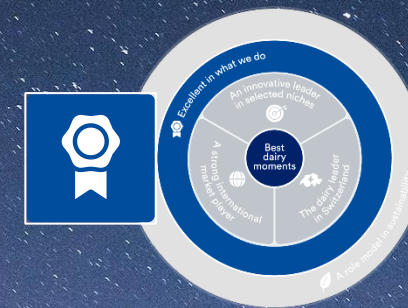 Excellent in what we do
An innovative leader
in selected niches
Best
dairy
moments
A strong international
market player
The dairy leader
in Switzerland
A role model in sustainability